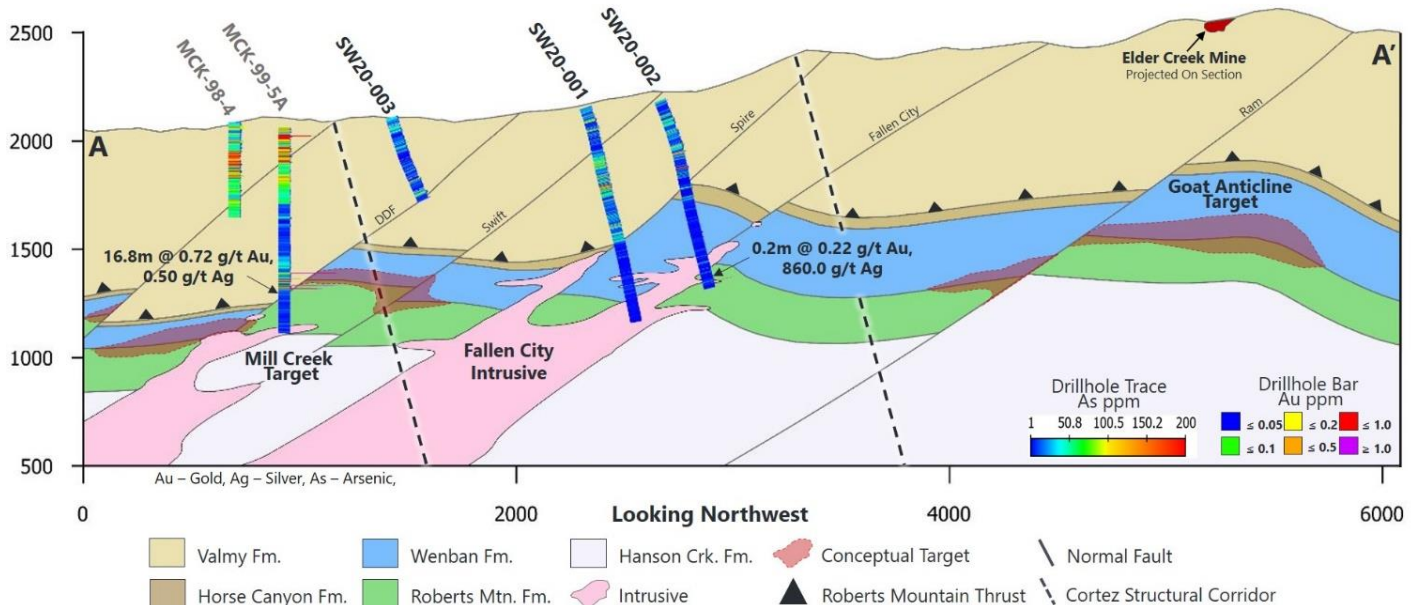 2500
2000
1500
1000
500
A
A'
MCK-98-4
MCK-99-5A
SW20-003
SW20-001
SW20-002
Spire
Fallen City
Ram
DDF
Swift
Elder Creek Mine
Projected On Section
Goat Anticline
Target
16.8m @ 0.72 g/t Au,
0.50 g/t Ag
0.2m @ 0.22 g/t Au,
860.0 g/t Ag
Mill Creek
Target
Fallen City
Intrusive
Drillhole Trace
As ppm
1 50.8 100.5 150.2 200
Drillhole Bar
Au ppm
≤ 0.05 ≤ 0.2 ≤ 1.0
≤ 0.1 ≤ 0.5 ≥ 1.0
Au – Gold, Ag – Silver, As – Arsenic,
0 2000 Looking Northwest 4000 6000
Valmy Fm. Wenban Fm. Hanson Crk. Fm. Conceptual Target Normal Fault
Horse Canyon Fm. Roberts Mtn. Fm. Intrusive Roberts Mountain Thrust Cortez Structural Corridor